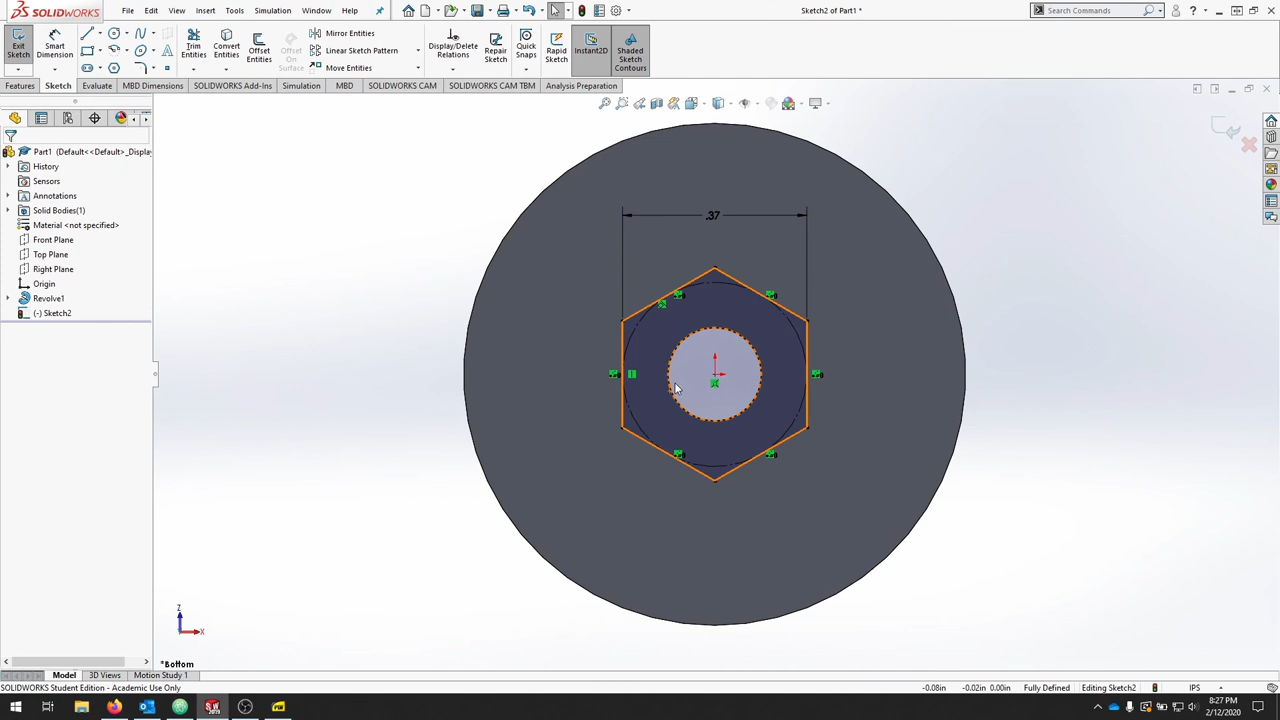 SOLIDWORKS File Edit View Insert Tools Simulation Window Help Sketch2 of Part1 * Search Commands
Exit Sketch Smart Dimension Trim Entities Convert Entities Offset Entities Offset On Surface Mirror Entities Linear Sketch Pattern Move Entities Display/Delete Relations Repair Sketch Quick Snaps Rapid Sketch Instant2D Shaded Sketch Contours
Features Sketch Evaluate MBD Dimensions SOLIDWORKS Add-Ins Simulation MBD SOLIDWORKS CAM SOLIDWORKS CAM TBM Analysis Preparation
Part1 (Default<<Default>_Display
History
Sensors
Annotations
Solid Bodies(1)
Material <not specified>
Front Plane
Top Plane
Right Plane
Origin
Revolve1
(-) Sketch2
.37
Z
X
*Bottom
Model 3D Views Motion Study 1
SOLIDWORKS Student Edition - Academic Use Only -0.08in -0.02in 0.00in Fully Defined Editing Sketch2 IPS
8:27 PM
2/12/2020